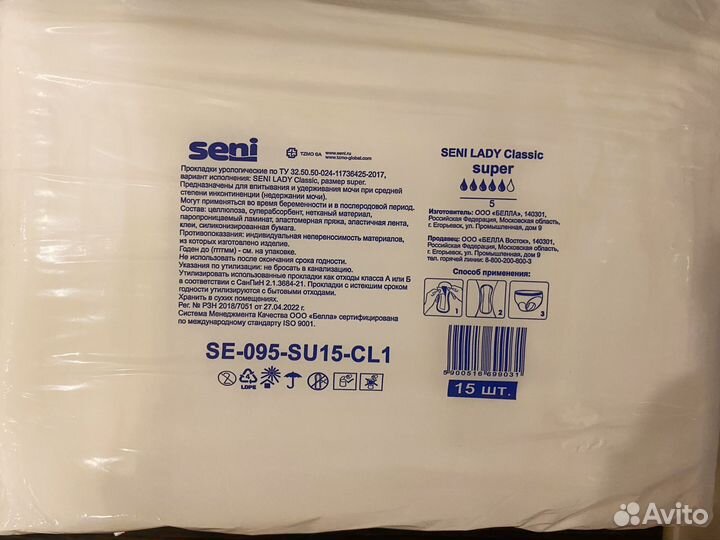 seni
TZMO SA
www.seni.ru
www.tzmo-global.com
Прокладки урологические по ТУ 32.50.50-024-11736425-2017,
вариант исполнения: SENI LADY Classic, размер super.
Предназначены для впитывания и удерживания мочи при средней
степени инконтиненции (недержании мочи).
Могут применяться во время беременности и в послеродовой период.
Состав: целлюлоза, суперабсорбент, нетканый материал,
паропроницаемый ламинат, эластомерная пряжа, эластичная лента,
клеи, силиконизированная бумага.
Противопоказания: индивидуальная непереносимость материалов,
из которых изготовлено изделие.
Годен до (ггггмм) - см. на упаковке.
Не использовать после окончания срока годности.
Указания по утилизации: не бросать в канализацию.
Утилизировать использованные прокладки как отходы класса А или Б
в соответствии с СанПиН 2.1.3684-21. Прокладки с истекшим сроком
годности утилизируются с бытовыми отходами.
Хранить в сухих помещениях.
Рег. № РЗН 2018/7051 от 27.04.2022 г.
Система Менеджмента Качества ООО «Белла» сертифицирована
по международному стандарту ISO 9001.
SE-095-SU15-CL1
4
LDPE
SENI LADY Classic
super
5
Изготовитель: ООО «БЕЛЛА», 140301,
Российская Федерация, Московская область,
г. Егорьевск, ул. Промышленная, дом 9
Продавец: ООО «БЕЛЛА Восток», 140301,
Российская Федерация, Московская область,
г. Егорьевск, ул. Промышленная, дом 9
тел. горячей линии: 8-800-200-600-3
Способ применения:
1
2
3
5900516699031
15 шт.
Avito